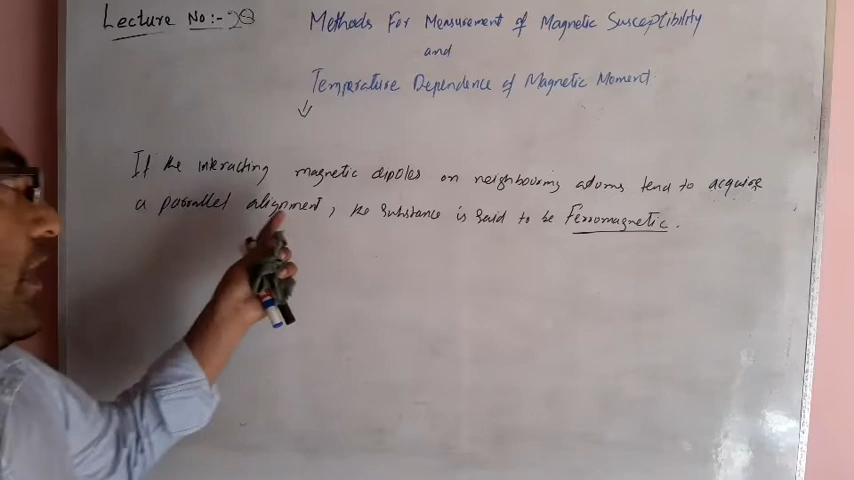 Lecture No :- 28
Methods For Measurement of Magnetic Susceptibility
and
Temperature Dependence of Magnetic Moment
If the interacting magnetic dipoles on neighbouring atoms tend to acquire
a parallel alignment, the substance is said to be Ferromagnetic.